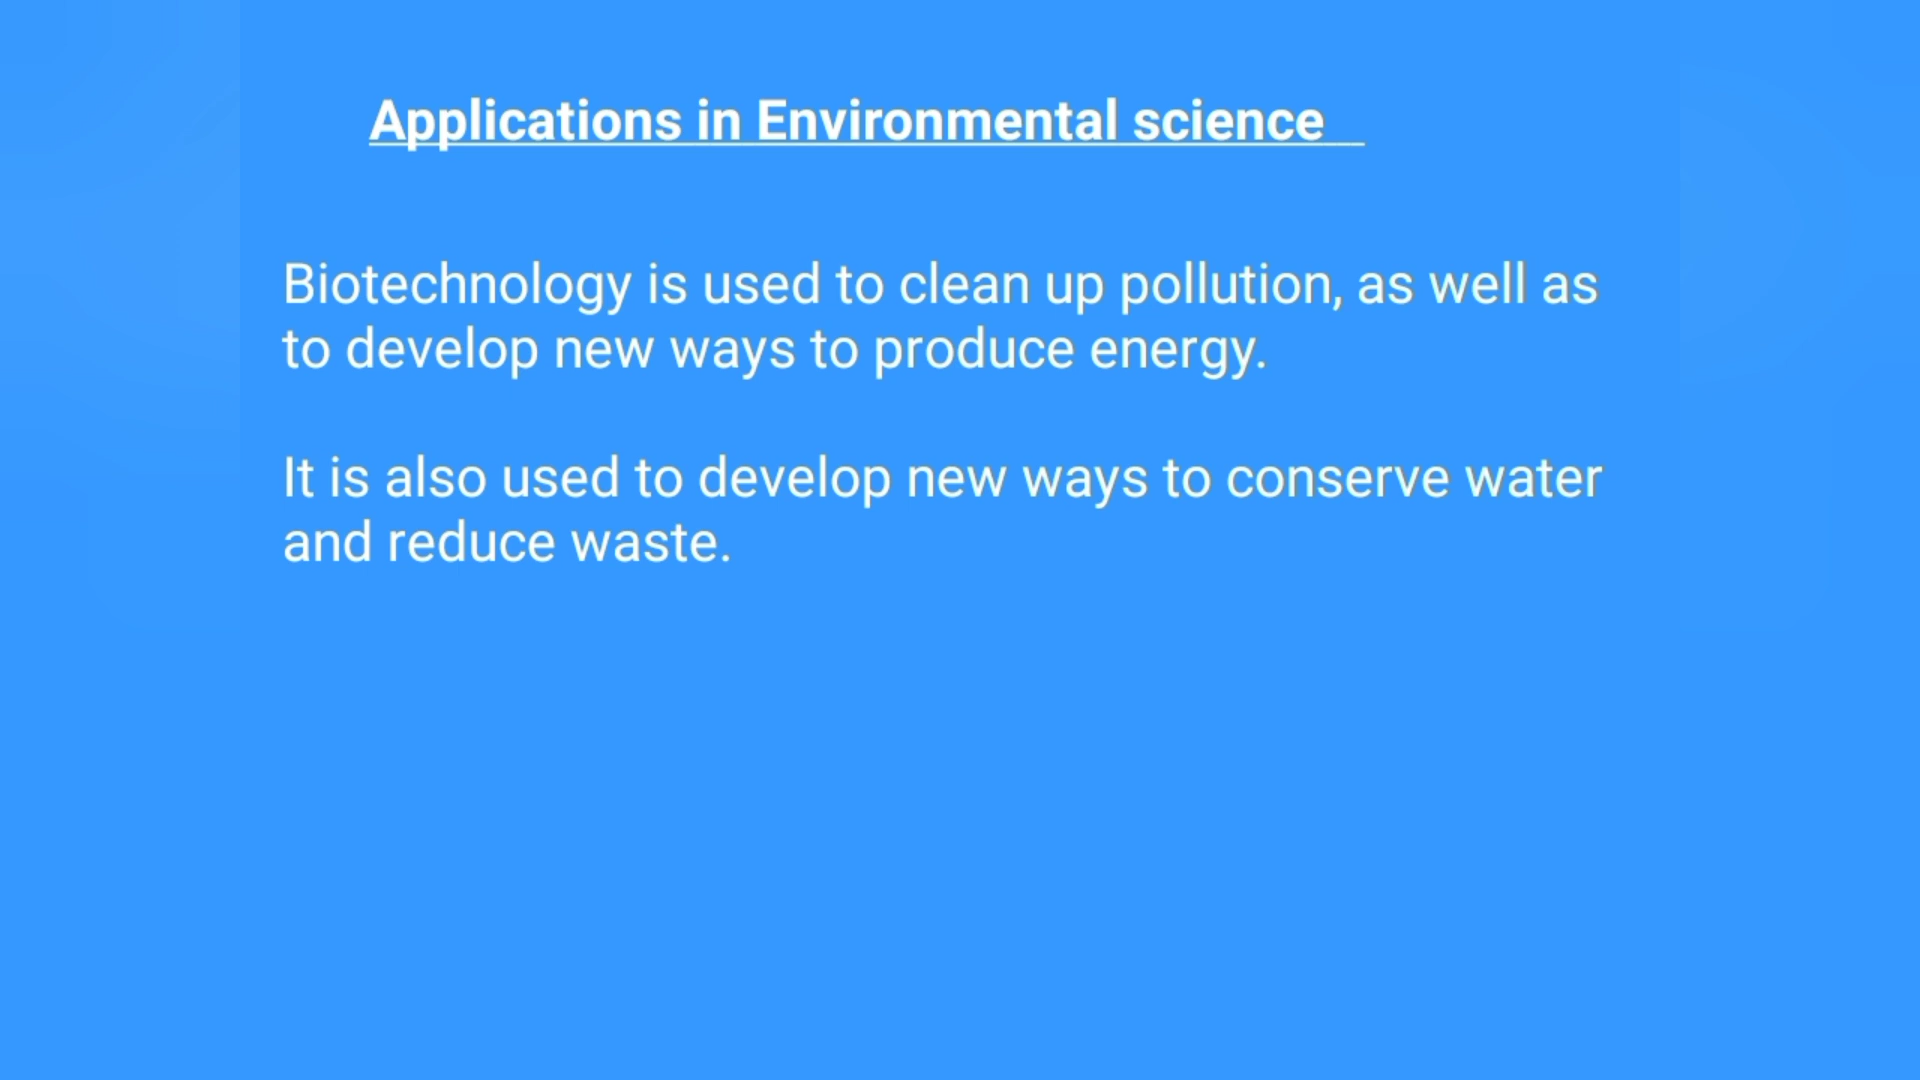 Applications in Environmental science
Biotechnology is used to clean up pollution, as well as
to develop new ways to produce energy.
It is also used to develop new ways to conserve water
and reduce waste.